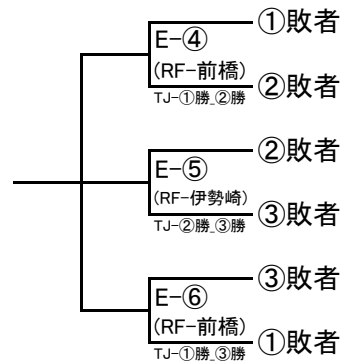 ①敗者
E-④
(RF-前橋)
TJ-①勝_②勝
②敗者
②敗者
E-⑤
(RF-伊勢崎)
TJ-②勝_③勝
③敗者
③敗者
E-⑥
(RF-前橋)
TJ-①勝_③勝
①敗者